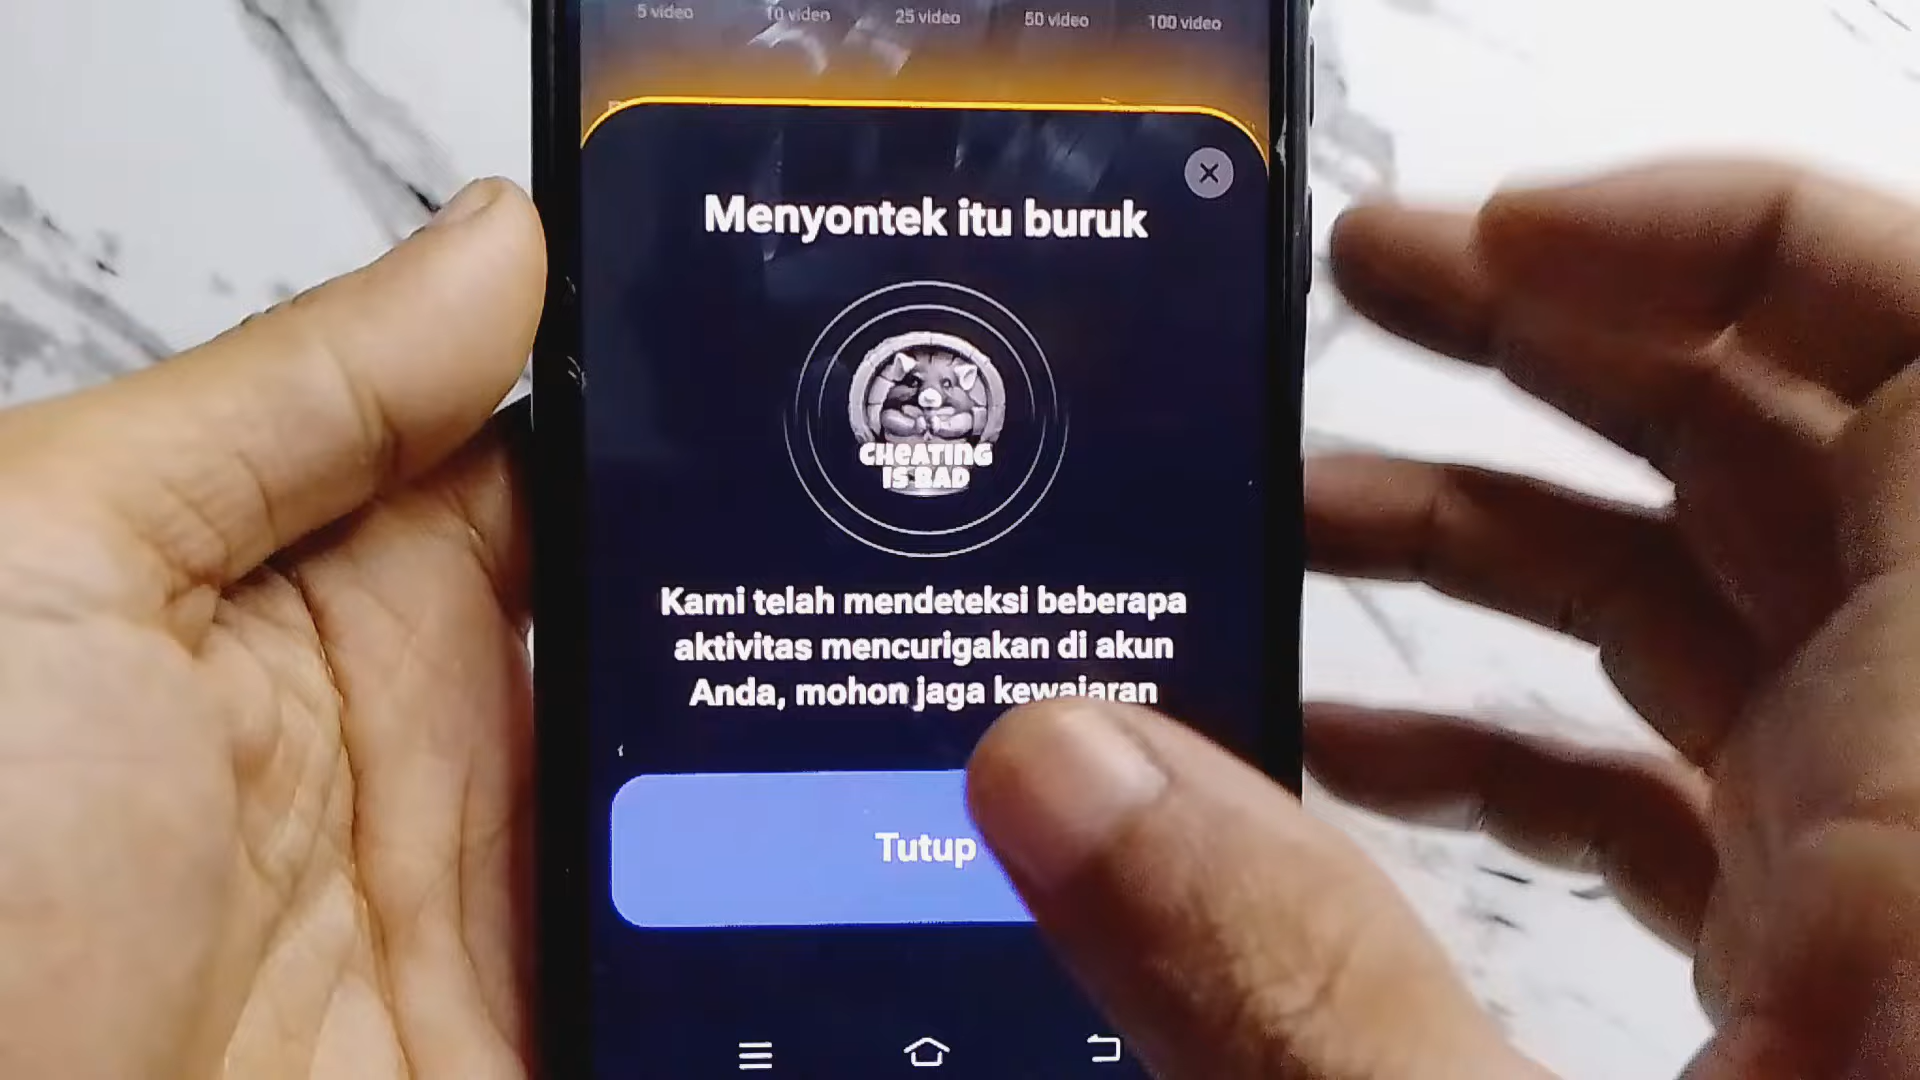 5 video 10 video 25 video 50 video 100 video
Menyontek itu buruk
CHEATING
IS BAD
Kami telah mendeteksi beberapa
aktivitas mencurigakan di akun
Anda, mohon jaga kewajaran
Tutup